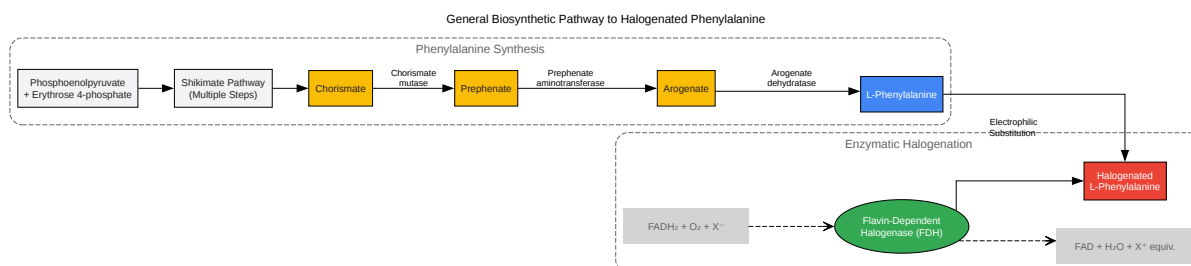 General Biosynthetic Pathway to Halogenated Phenylalanine
Phenylalanine Synthesis
Phosphoenolpyruvate
+ Erythrose 4-phosphate
Shikimate Pathway
(Multiple Steps)
Chorismate
Chorismate
mutase
Prephenate
Prephenate
aminotransferase
Arogenate
Arogenate
dehydratase
L-Phenylalanine
Electrophilic
Substitution
Enzymatic Halogenation
Halogenated
L-Phenylalanine
FADH₂ + O₂ + X⁻
Flavin-Dependent
Halogenase (FDH)
FAD + H₂O + X⁺ equiv.